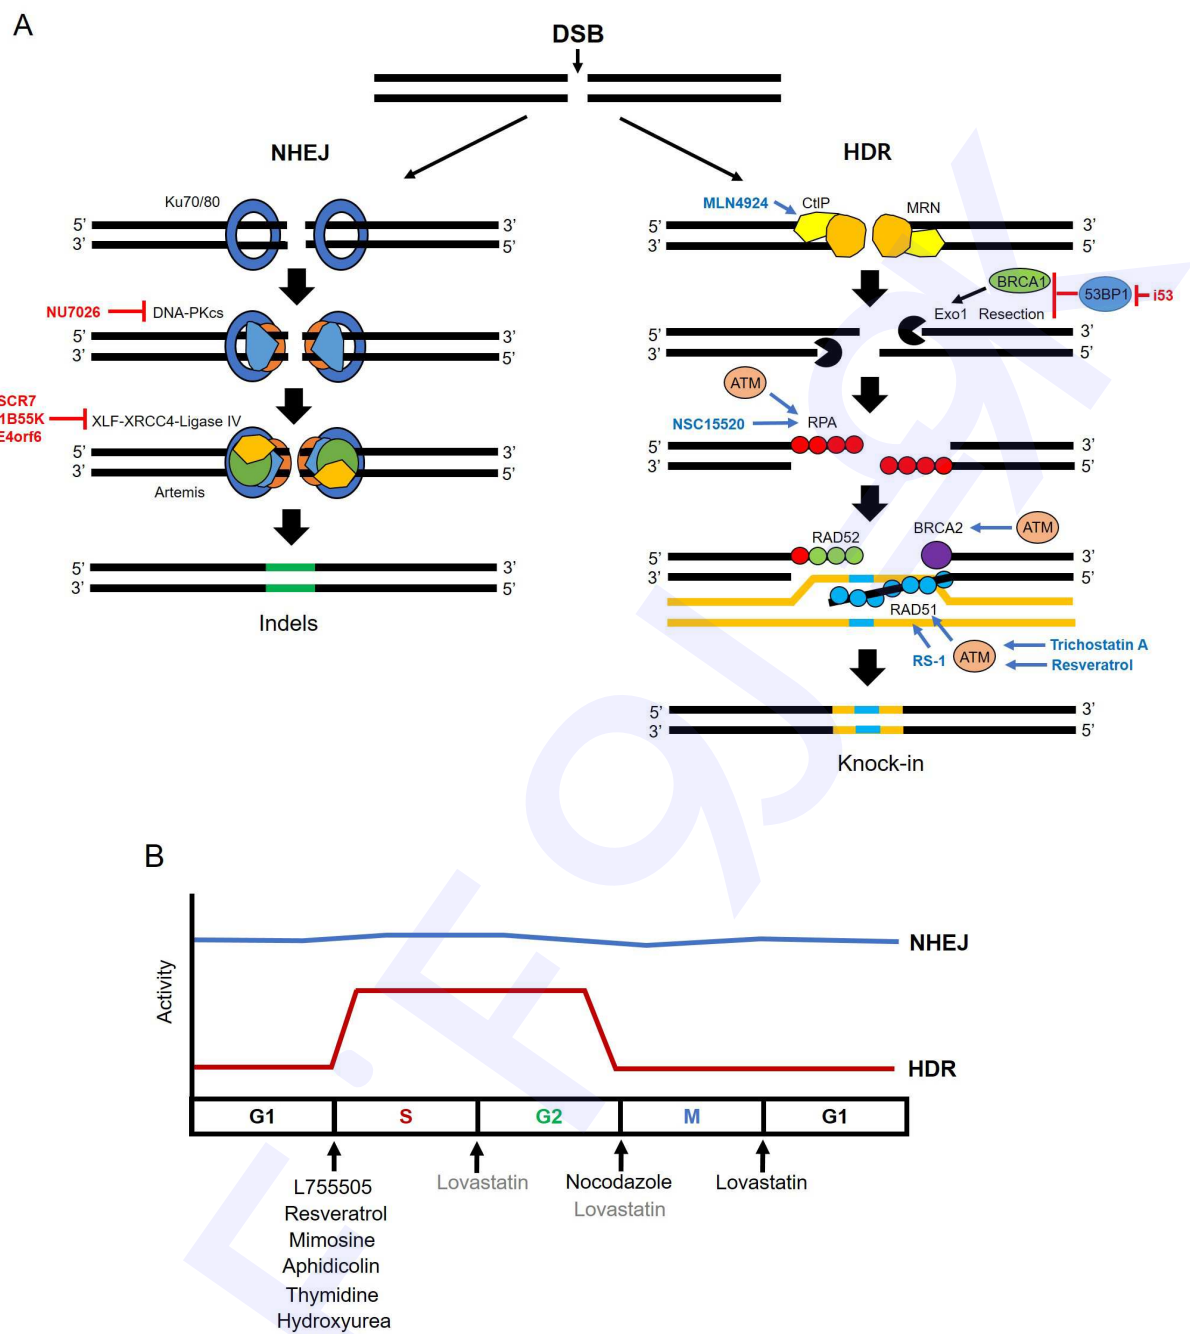 A
DSB
NHEJ
HDR
Ku70/80
5’
3’
3’
5’
MLN4924
CtIP
MRN
5’
3’
3’
5’
NU7026
DNA-PKcs
5’
3’
3’
5’
BRCA1
53BP1
i53
Exo1 Resection
5’
3’
3’
5’
SCR7
1B55K
E4orf6
XLF-XRCC4-Ligase IV
5’
3’
3’
5’
Artemis
ATM
NSC15520
RPA
5’
3’
3’
5’
5’
3’
3’
5’
Indels
RAD52
BRCA2
ATM
5’
3’
3’
5’
RAD51
RS-1
ATM
Trichostatin A
Resveratrol
5’
3’
3’
5’
Knock-in
B
Activity
NHEJ
HDR
G1 S G2 M G1
L755505
Resveratrol
Mimosine
Aphidicolin
Thymidine
Hydroxyurea
Lovastatin
Nocodazole
Lovastatin
Lovastatin